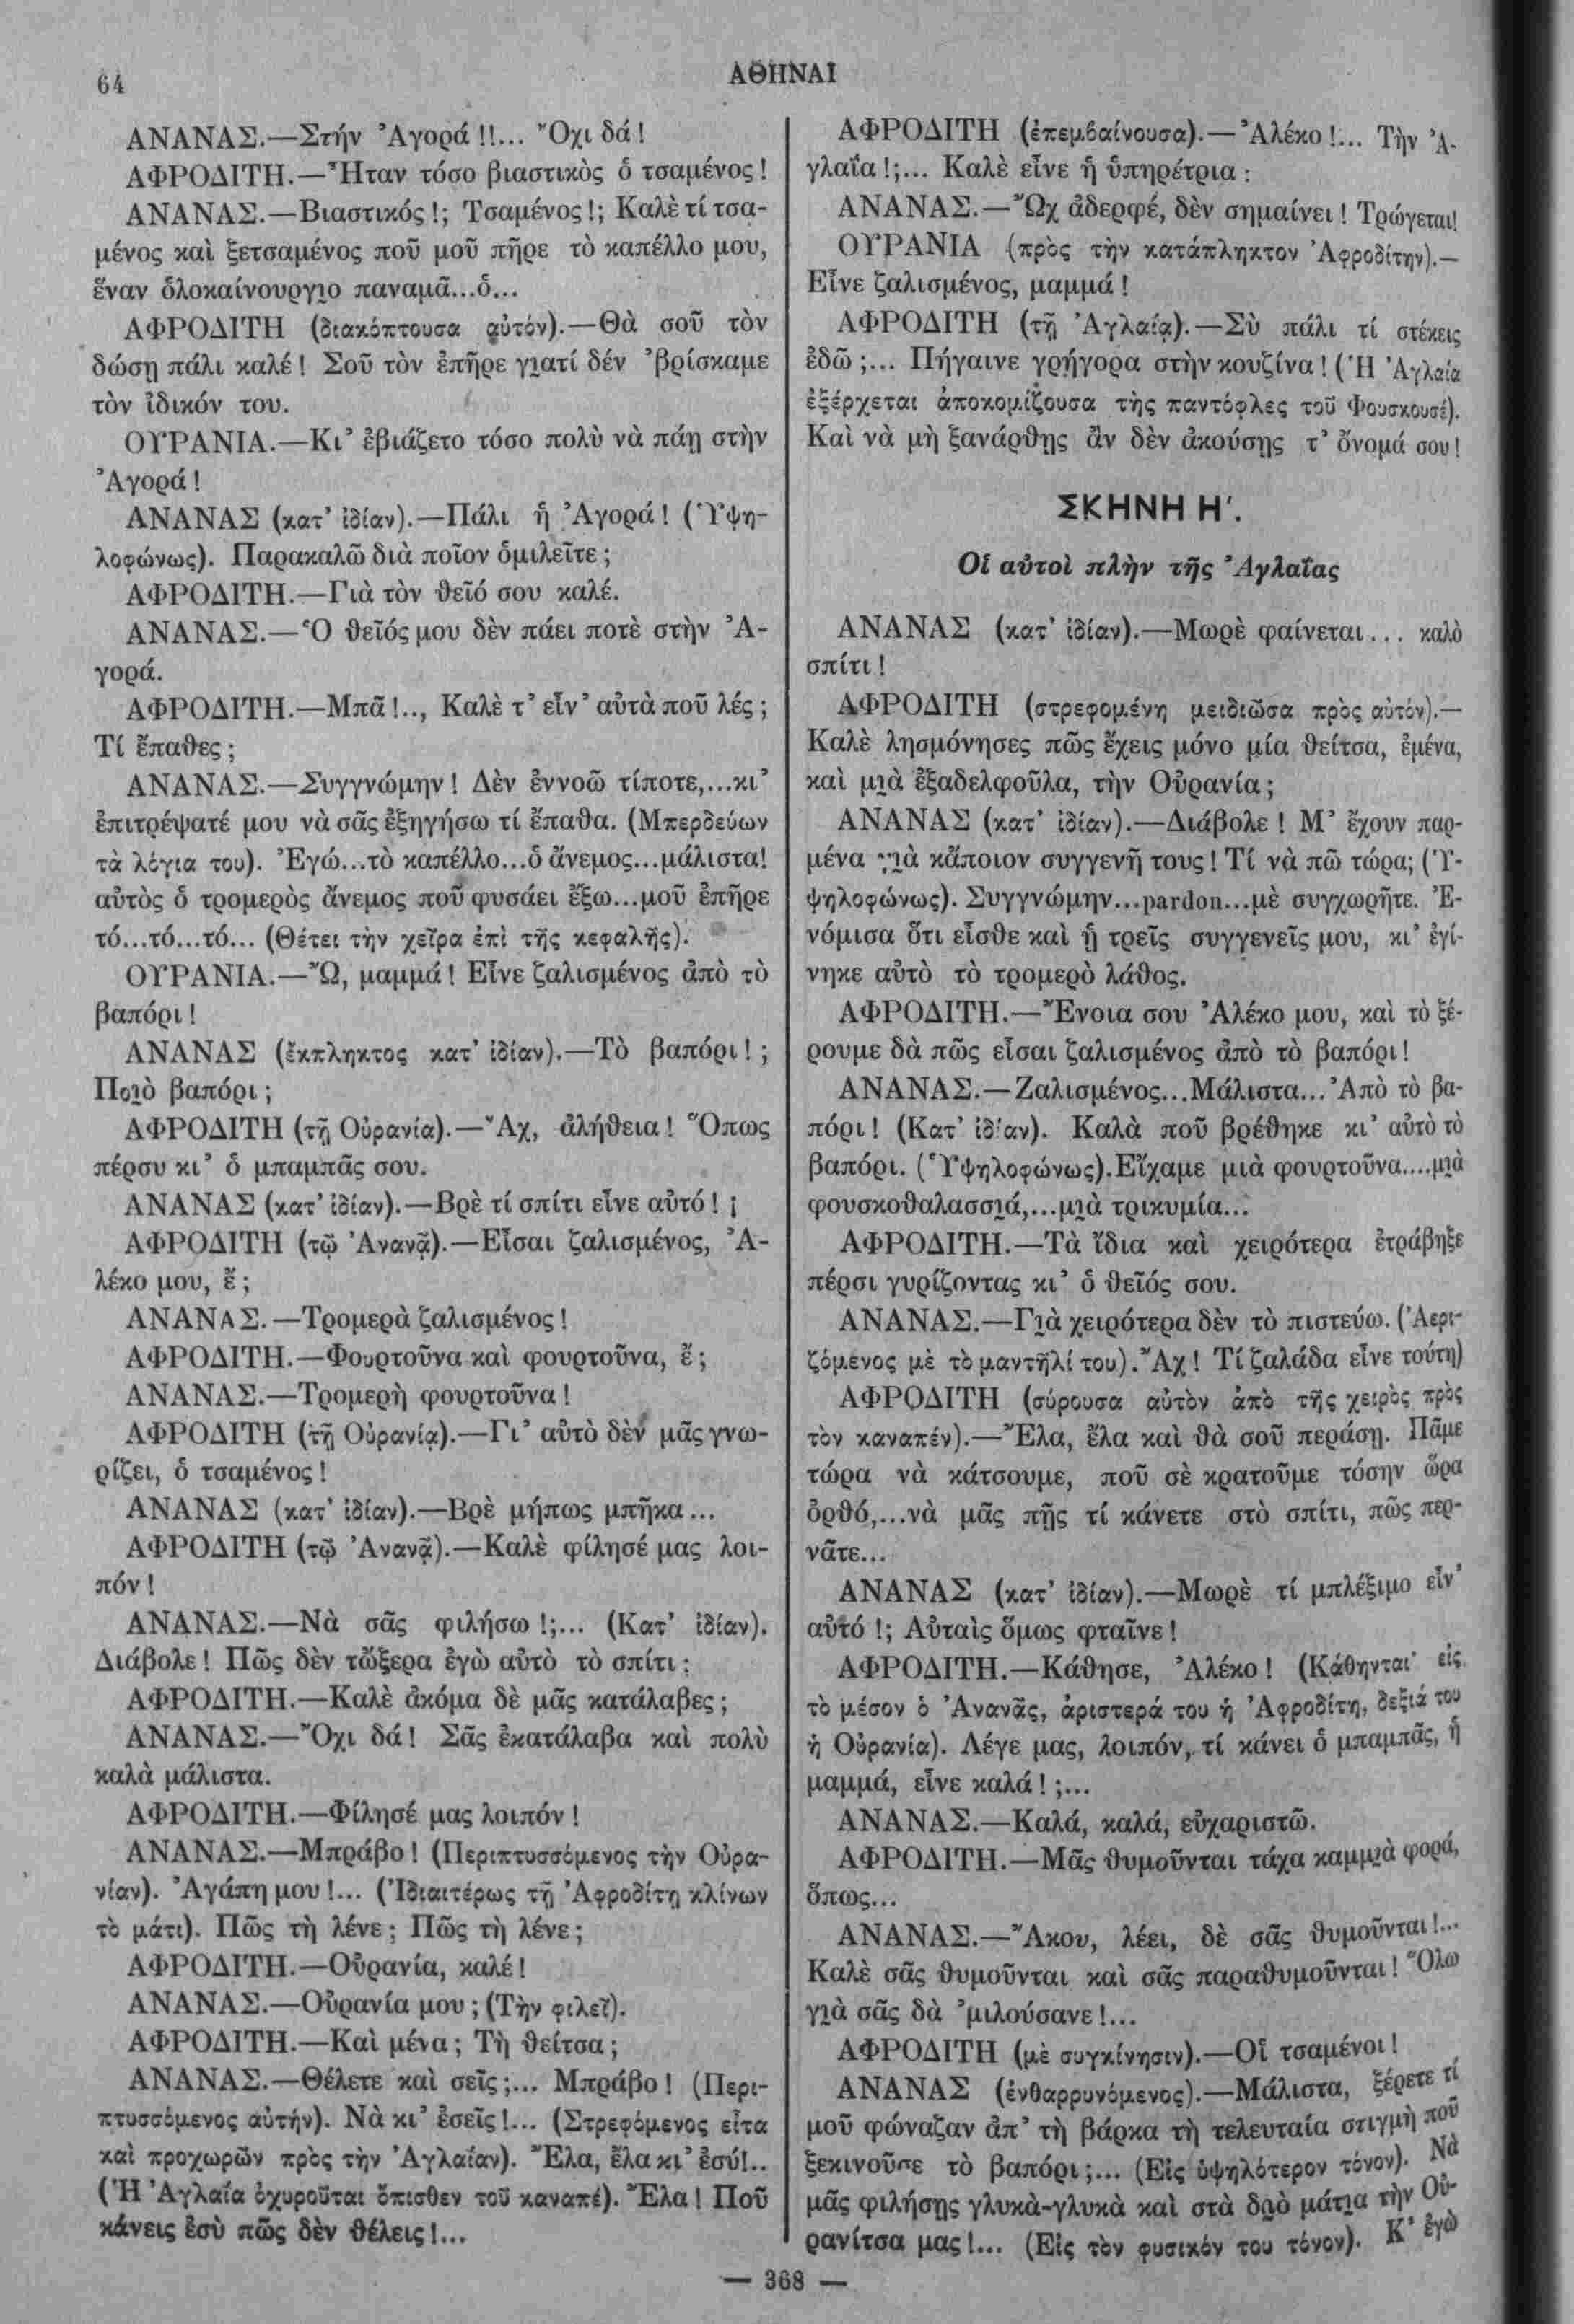 64
ΑΘΗΝΑΙ
ΑΝΑΝΑΣ.—Στήν Ἀγορά!!... Ὄχι δά!
ΑΦΡΟΔΙΤΗ.—Ἦταν τόσο βιαστικὸς ὁ τσαμένος!
ΑΝΑΝΑΣ.—Βιαστικός!; Τσαμένος!; Καλὲ τί τσα-
μένος καὶ ξετσαμένος ποῦ μοῦ πῆρε τὸ καπέλλο μου,
ἕναν ὁλοκαίνουργιο παναμᾶ...ὁ...
ΑΦΡΟΔΙΤΗ (διακόπτουσα αὐτόν).—Θὰ σοῦ τὸν
δώσῃ πάλι καλέ! Σοῦ τὸν ἐπῆρε γιατί δέν 'βρίσκαμε
τὸν ἰδικόν του.
ΟΥΡΑΝΙΑ.—Κι' ἐβιάζετο τόσο πολὺ νὰ πάῃ στὴν
Ἀγορά!
ΑΝΑΝΑΣ (κατ' ἰδίαν).—Πάλι ἡ Ἀγορά! (Ὑψη-
λοφώνως). Παρακαλῶ διὰ ποῖον ὁμιλεῖτε;
ΑΦΡΟΔΙΤΗ.—Γιὰ τὸν θεῖό σου καλέ.
ΑΝΑΝΑΣ.—Ὁ θεῖός μου δὲν πάει ποτὲ στὴν Ἀ-
γορά.
ΑΦΡΟΔΙΤΗ.—Μπᾶ!.., Καλὲ τ' εἶν' αὐτὰ ποῦ λές;
Τί ἔπαθες;
ΑΝΑΝΑΣ.—Συγγνώμην! Δὲν ἐννοῶ τίποτε,...κι'
ἐπιτρέψατέ μου νὰ σᾶς ἐξηγήσω τί ἔπαθα. (Μπερδεύων
τὰ λόγια του). Ἐγώ...τὸ καπέλλο...ὁ ἄνεμος...μάλιστα!
αὐτὸς ὁ τρομερὸς ἄνεμος ποῦ φυσάει ἔξω...μοῦ ἐπῆρε
τό...τό...τό... (Θέτει τὴν χεῖρα ἐπὶ τῆς κεφαλῆς).
ΟΥΡΑΝΙΑ.—Ὢ, μαμμά! Εἶνε ζαλισμένος ἀπὸ τὸ
βαπόρι!
ΑΝΑΝΑΣ (ἔκπληκτος κατ' ἰδίαν).—Τὸ βαπόρι!;
Ποιὸ βαπόρι;
ΑΦΡΟΔΙΤΗ (τῇ Οὐρανίᾳ).—Ἂχ, ἀλήθεια! Ὅπως
πέρσυ κι' ὁ μπαμπᾶς σου.
ΑΝΑΝΑΣ (κατ' ἰδίαν).—Βρὲ τί σπίτι εἶνε αὐτό! ¡
ΑΦΡΟΔΙΤΗ (τῷ Ἀνανᾷ).—Εἶσαι ζαλισμένος, Ἀ-
λέκο μου, ἔ;
ΑΝΑΝΑΣ.—Τρομερὰ ζαλισμένος!
ΑΦΡΟΔΙΤΗ.—Φουρτοῦνα καὶ φουρτοῦνα, ἔ;
ΑΝΑΝΑΣ.—Τρομερὴ φουρτοῦνα!
ΑΦΡΟΔΙΤΗ (τῇ Οὐρανίᾳ).—Γι' αὐτὸ δὲν μᾶς γνω-
ρίζει, ὁ τσαμένος!
ΑΝΑΝΑΣ (κατ' ἰδίαν).—Βρὲ μήπως μπῆκα...
ΑΦΡΟΔΙΤΗ (τῷ Ἀνανᾷ).—Καλὲ φίλησέ μας λοι-
πόν!
ΑΝΑΝΑΣ.—Νὰ σᾶς φιλήσω!;... (Κατ' ἰδίαν).
Διάβολε! Πῶς δὲν τὤξερα ἐγὼ αὐτὸ τὸ σπίτι;
ΑΦΡΟΔΙΤΗ.—Καλὲ ἀκόμα δὲ μᾶς κατάλαβες;
ΑΝΑΝΑΣ.—Ὄχι δά! Σᾶς ἐκατάλαβα καὶ πολὺ
καλὰ μάλιστα.
ΑΦΡΟΔΙΤΗ.—Φίλησέ μας λοιπόν!
ΑΝΑΝΑΣ.—Μπράβο! (Περιπτυσσόμενος τὴν Οὐρα-
νίαν). Ἀγάπη μου!... (Ἰδιαιτέρως τῇ Ἀφροδίτῃ κλίνων
τὸ μάτι). Πῶς τὴ λένε; Πῶς τὴ λένε;
ΑΦΡΟΔΙΤΗ.—Οὐρανία, καλέ!
ΑΝΑΝΑΣ.—Οὐρανία μου; (Τὴν φιλεῖ).
ΑΦΡΟΔΙΤΗ.—Καὶ μένα; Τὴ θείτσα;
ΑΝΑΝΑΣ.—Θέλετε καὶ σεῖς;... Μπράβο! (Περι-
πτυσσόμενος αὐτήν). Νὰ κι' ἐσεῖς!... (Στρεφόμενος εἶτα
καὶ προχωρῶν πρὸς τὴν Ἀγλαΐαν). Ἔλα, ἔλα κι' ἐσύ!..
(Ἡ Ἀγλαΐα ὀχυροῦται ὄπισθεν τοῦ καναπέ). Ἔλα! Ποῦ
κάνεις ἐσὺ πῶς δὲν θέλεις!...
ΑΦΡΟΔΙΤΗ (ἐπεμβαίνουσα).—Ἀλέκο!... Τὴν Ἀ-
γλαΐα!;... Καλὲ εἶνε ἡ ὑπηρέτρια:
ΑΝΑΝΑΣ.—Ὢχ ἀδερφέ, δὲν σημαίνει! Τρώγεται!
ΟΥΡΑΝΙΑ (πρὸς τὴν κατάπληκτον Ἀφροδίτην).—
Εἶνε ζαλισμένος, μαμμά!
ΑΦΡΟΔΙΤΗ (τῇ Ἀγλαίᾳ).—Σὺ πάλι τί στέκεις
ἐδῶ;... Πήγαινε γρήγορα στὴν κουζίνα! (Ἡ Ἀγλαία
ἐξέρχεται ἀποκομίζουσα τῆς παντόφλες τοῦ Φουσκουσέ).
Καὶ νὰ μὴ ξανάρθῃς ἂν δὲν ἀκούσῃς τ' ὄνομά σου!
ΣΚΗΝΗ Η΄.
Οἱ αὐτοὶ πλὴν τῆς Ἀγλαΐας
ΑΝΑΝΑΣ (κατ' ἰδίαν).—Μωρὲ φαίνεται... καλὸ
σπίτι!
ΑΦΡΟΔΙΤΗ (στρεφομένη μειδιῶσα πρὸς αὐτόν).—
Καλὲ λησμόνησες πῶς ἔχεις μόνο μία θείτσα, ἐμένα,
καὶ μιὰ ἐξαδελφοῦλα, τὴν Οὐρανία;
ΑΝΑΝΑΣ (κατ' ἰδίαν).—Διάβολε! Μ' ἔχουν παρ-
μένα γιὰ κἄποιον συγγενῆ τους! Τί νὰ πῶ τώρα; (Ὑ-
ψηλοφώνως). Συγγνώμην...pardon...μὲ συγχωρῆτε. Ἐ-
νόμισα ὅτι εἶσθε καὶ ᾑ τρεῖς συγγενεῖς μου, κι' ἐγί-
νηκε αὐτὸ τὸ τρομερὸ λάθος.
ΑΦΡΟΔΙΤΗ.—Ἔνοια σου Ἀλέκο μου, καὶ τὸ ξέ-
ρουμε δὰ πῶς εἶσαι ζαλισμένος ἀπὸ τὸ βαπόρι!
ΑΝΑΝΑΣ.—Ζαλισμένος...Μάλιστα...Ἀπὸ τὸ βα-
πόρι! (Κατ' ἰδίαν). Καλὰ ποῦ βρέθηκε κι' αὐτὸ τὸ
βαπόρι. (Ὑψηλοφώνως). Εἴχαμε μιὰ φουρτοῦνα....μιὰ
φουσκοθαλασσιά,...μιὰ τρικυμία...
ΑΦΡΟΔΙΤΗ.—Τὰ ἴδια καὶ χειρότερα ἐτράβηξε
πέρσι γυρίζοντας κι' ὁ θεῖός σου.
ΑΝΑΝΑΣ.—Γιὰ χειρότερα δὲν τὸ πιστεύω. (Ἀερι-
ζόμενος μὲ τὸ μαντῆλί του). Ἂχ! Τί ζαλάδα εἶνε τούτη)
ΑΦΡΟΔΙΤΗ (σύρουσα αὐτὸν ἀπὸ τῆς χειρὸς πρὸς
τὸν καναπέν).—Ἔλα, ἔλα καὶ θὰ σοῦ περάσῃ. Πᾶμε
τώρα νὰ κάτσουμε, ποῦ σὲ κρατοῦμε τόσην ὥρα
ὀρθό,...νὰ μᾶς πῇς τί κάνετε στὸ σπίτι, πῶς περ-
νᾶτε...
ΑΝΑΝΑΣ (κατ' ἰδίαν).—Μωρὲ τί μπλέξιμο εἶν'
αὐτό!; Αὐταὶς ὅμως φταῖνε!
ΑΦΡΟΔΙΤΗ.—Κάθησε, Ἀλέκο! (Κάθηνται εἰς
τὸ μέσον ὁ Ἀνανᾶς, ἀριστερά του ἡ Ἀφροδίτη, δεξιά του
ἡ Οὐρανία). Λέγε μας, λοιπόν, τί κάνει ὁ μπαμπᾶς, ἡ
μαμμά, εἶνε καλά!;...
ΑΝΑΝΑΣ.—Καλά, καλά, εὐχαριστῶ.
ΑΦΡΟΔΙΤΗ.—Μᾶς θυμοῦνται τάχα καμμιὰ φορά,
ὅπως...
ΑΝΑΝΑΣ.—Ἄκου, λέει, δὲ σᾶς θυμοῦνται!...
Καλὲ σᾶς θυμοῦνται καὶ σᾶς παραθυμοῦνται! Ὅλω
γιὰ σᾶς δὰ 'μιλούσανε!...
ΑΦΡΟΔΙΤΗ (μὲ συγκίνησιν).—Οἱ τσαμένοι!
ΑΝΑΝΑΣ (ἐνθαρρυνόμενος).—Μάλιστα, ξέρετε τί
μοῦ φώναζαν ἀπ' τὴ βάρκα τὴ τελευταία στιγμὴ ποῦ
ξεκινοῦσε τὸ βαπόρι;... (Εἰς ὑψηλότερον τόνον). Νὰ
μᾶς φιλήσῃς γλυκὰ-γλυκὰ καὶ στὰ δυὸ μάτια τὴν Οὐ-
ρανίτσα μας!... (Εἰς τὸν φυσικόν του τόνον). Κ' ἐγὼ
— 368 —